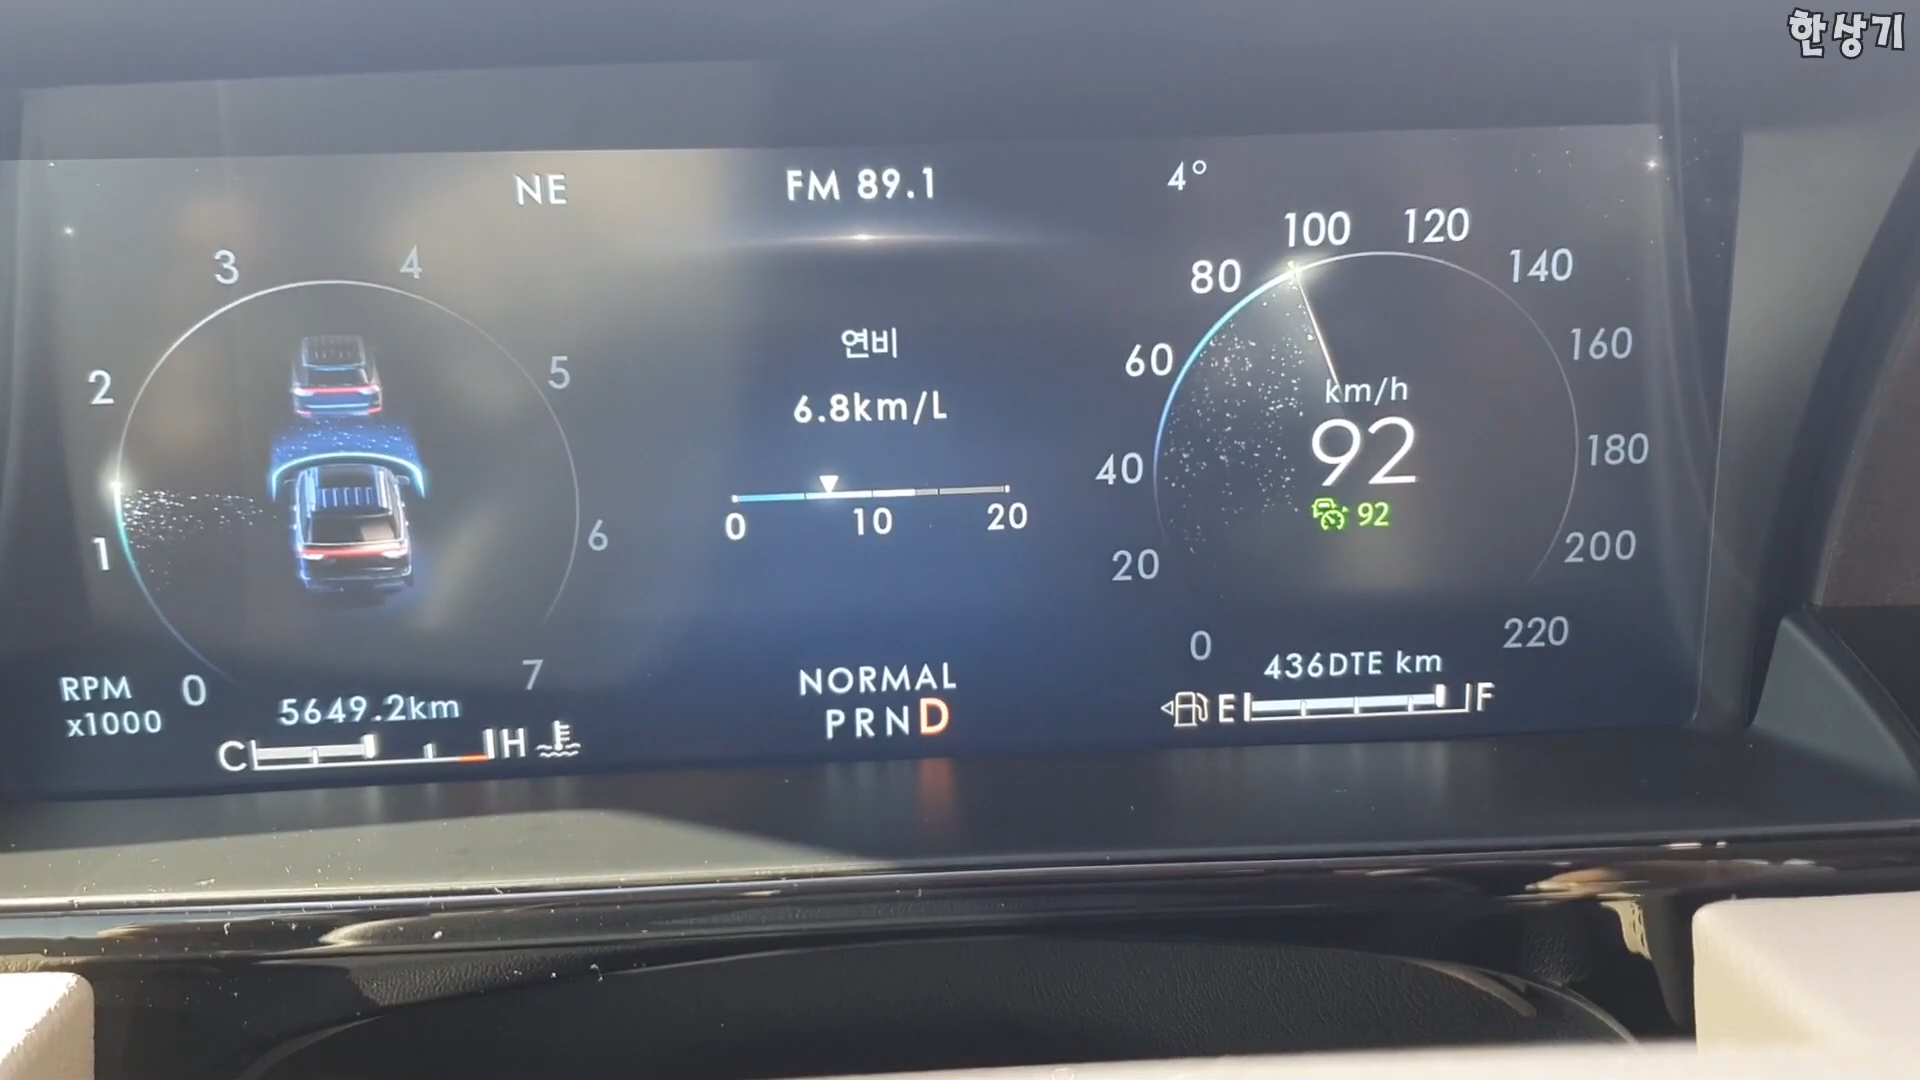 한상기
NE
FM 89.1
4°
0
1
2
3
4
5
6
7
RPM
x1000
5649.2km
C
H
연비
6.8km/L
0 10 20
NORMAL
PRND
0
20
40
60
80
100
120
140
160
180
200
220
km/h
92
92
436DTE km
E
F